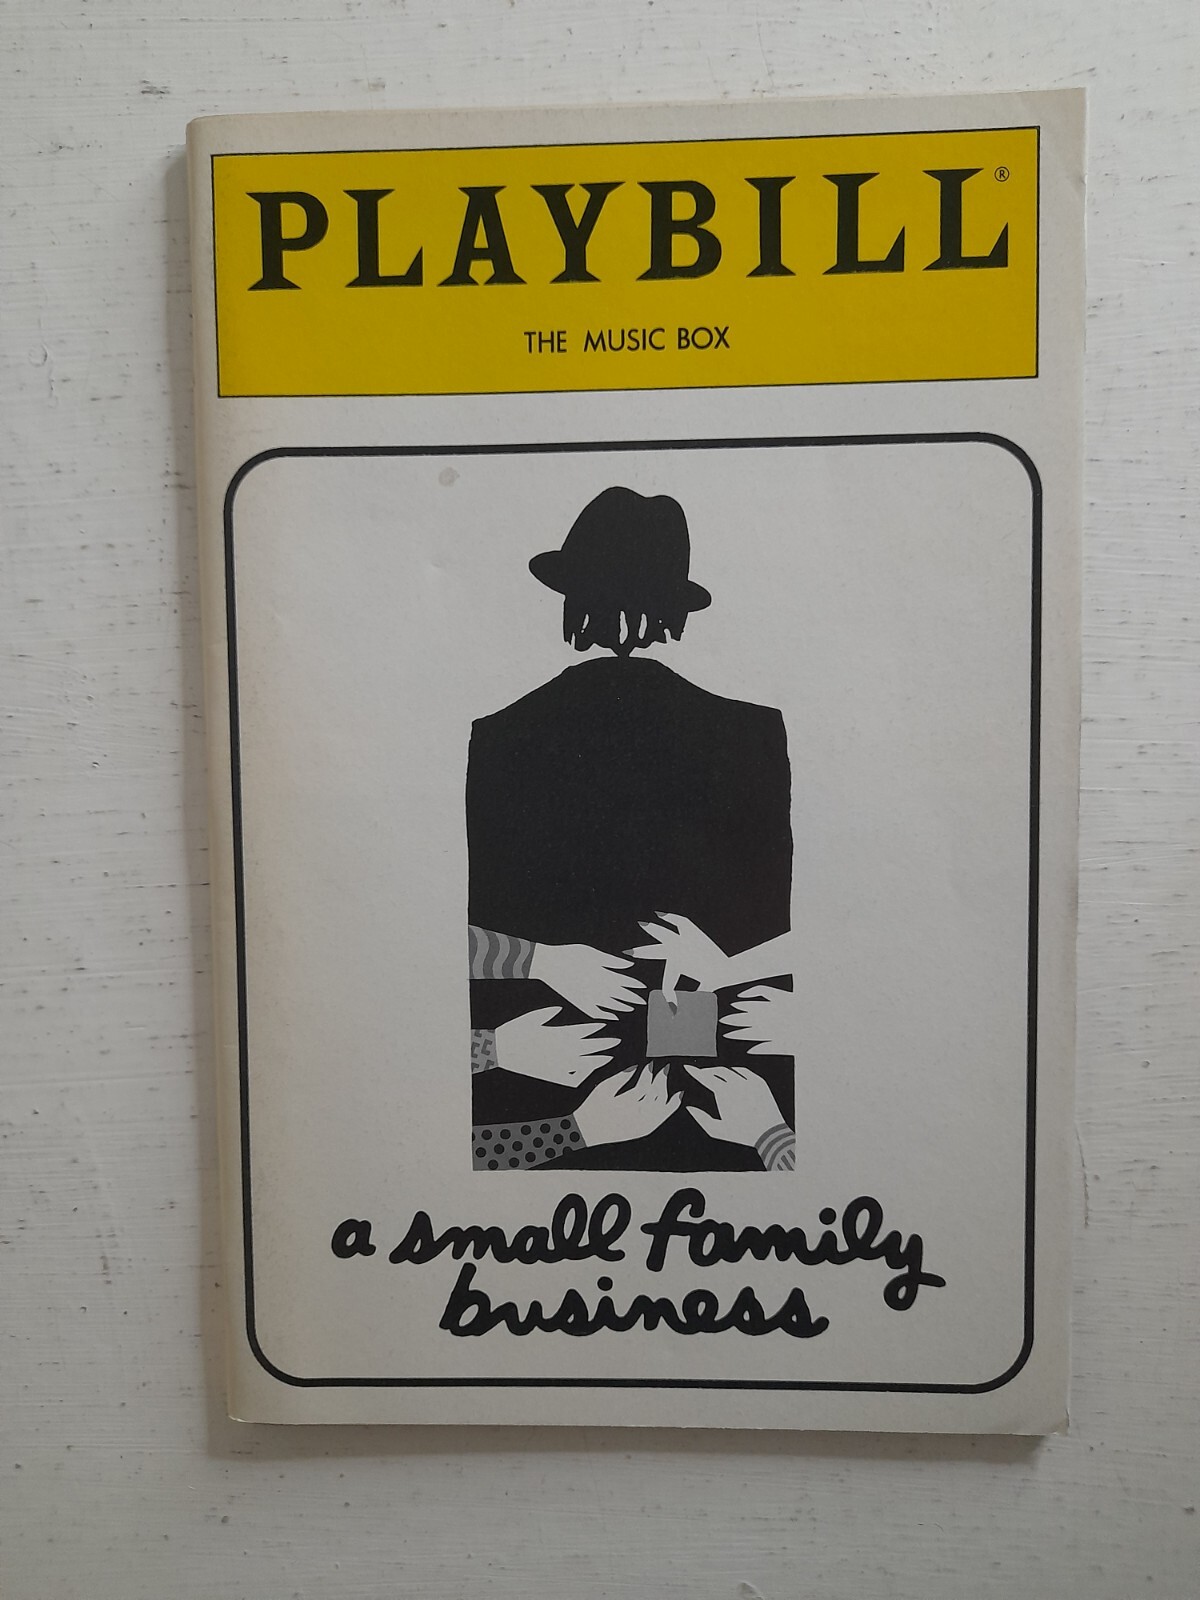 PLAYBILL®
THE MUSIC BOX
a small family
business